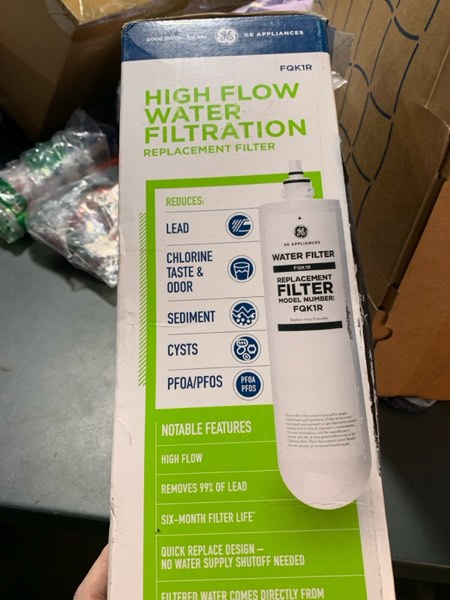 GE APPLIANCES
FQK1R
HIGH FLOW
WATER
FILTRATION
REPLACEMENT FILTER
REDUCES:
LEAD
CHLORINE
TASTE &
ODOR
SEDIMENT
CYSTS
PFOA/PFOS
PFOA
PFOS
GE APPLIANCES
WATER FILTER
FQK1R
REPLACEMENT
FILTER
MODEL NUMBER:
FQK1R
NOTABLE FEATURES
HIGH FLOW
REMOVES 99% OF LEAD
SIX-MONTH FILTER LIFE*
QUICK REPLACE DESIGN –
NO WATER SUPPLY SHUTOFF NEEDED
FILTERED WATER COMES DIRECTLY FROM